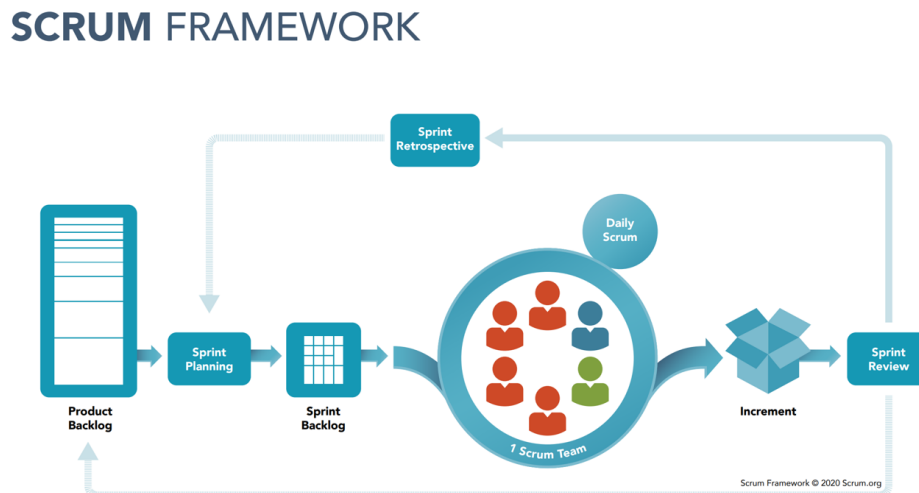 SCRUM FRAMEWORK
Sprint
Retrospective
Daily
Scrum
Sprint
Planning
Sprint
Review
Product
Backlog
Sprint
Backlog
1 Scrum Team
Increment
Scrum Framework © 2020 Scrum.org